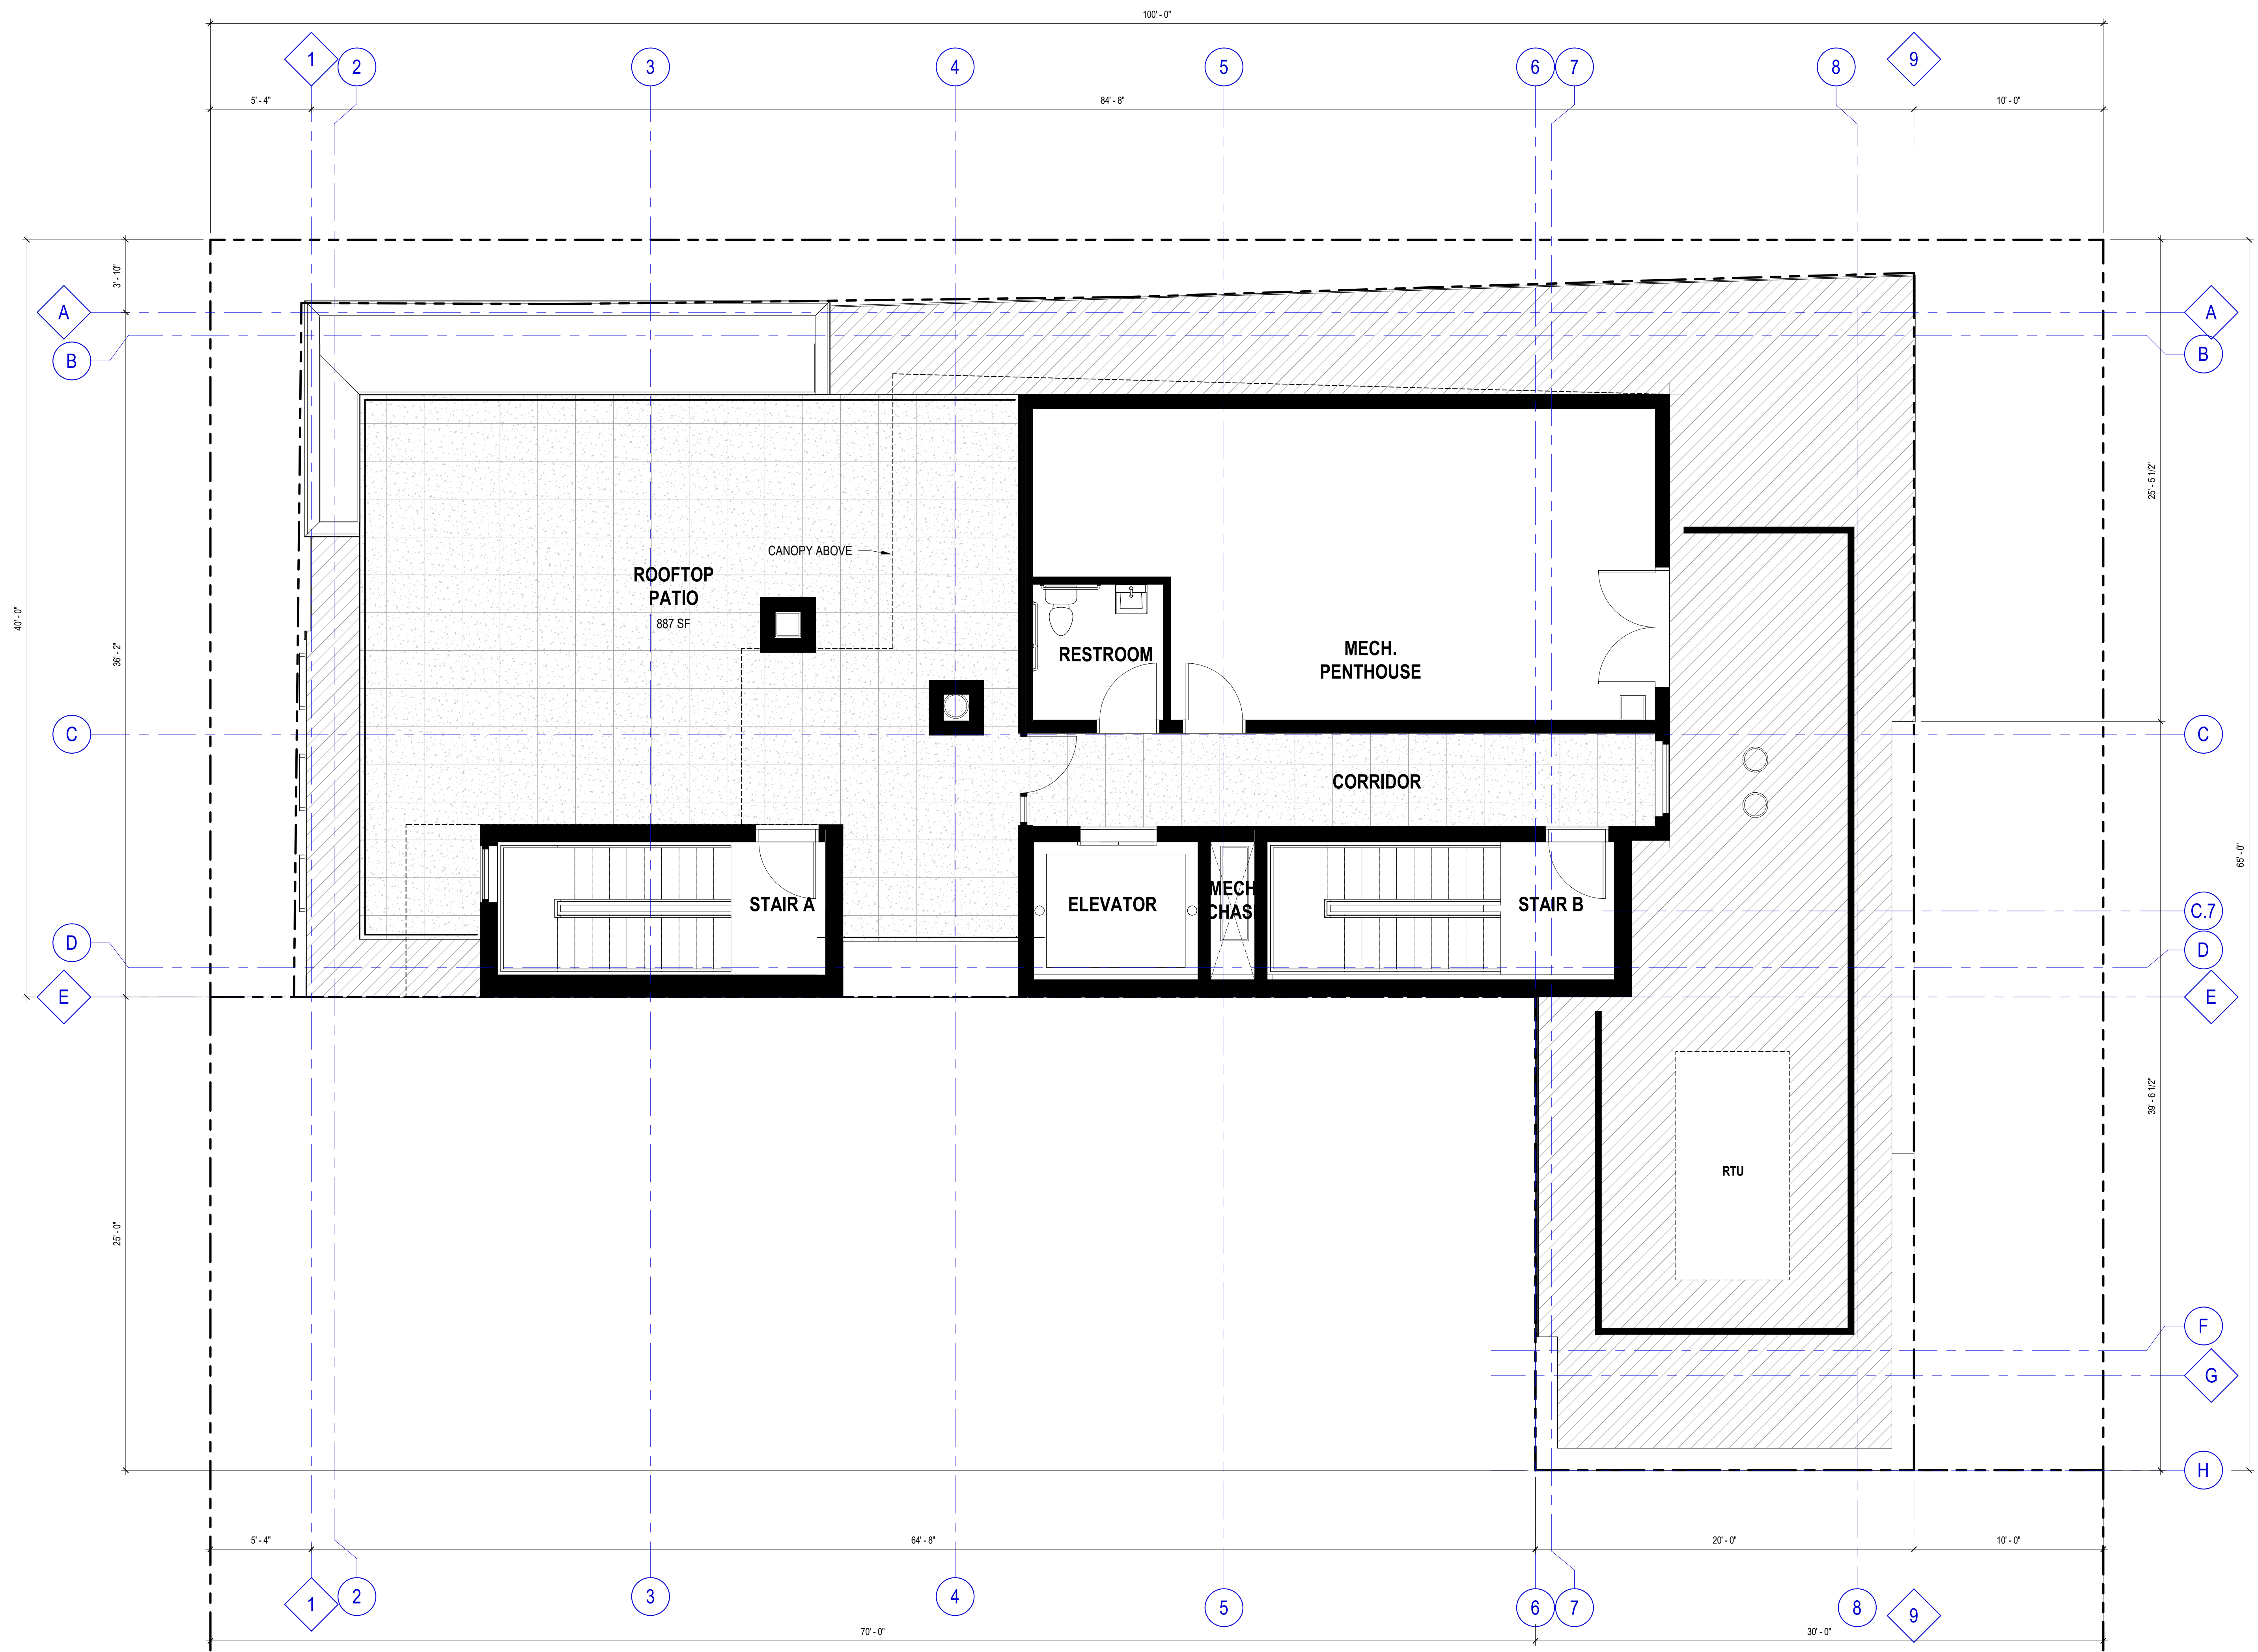 100' - 0"
1
2
3
4
5
6
7
8
9
5' - 4"
84' - 8"
10' - 0"
3' - 10"
A
A
B
B
25' - 5 1/2"
CANOPY ABOVE
ROOFTOP
PATIO
887 SF
40' - 0"
36' - 2"
RESTROOM
MECH.
PENTHOUSE
C
C
CORRIDOR
65' - 0"
STAIR A
ELEVATOR
MECH
CHAS
STAIR B
C.7
D
D
E
E
39' - 6 1/2"
RTU
25' - 0"
F
G
H
5' - 4"
64' - 8"
20' - 0"
10' - 0"
1
2
3
4
5
6
7
8
9
70' - 0"
30' - 0"